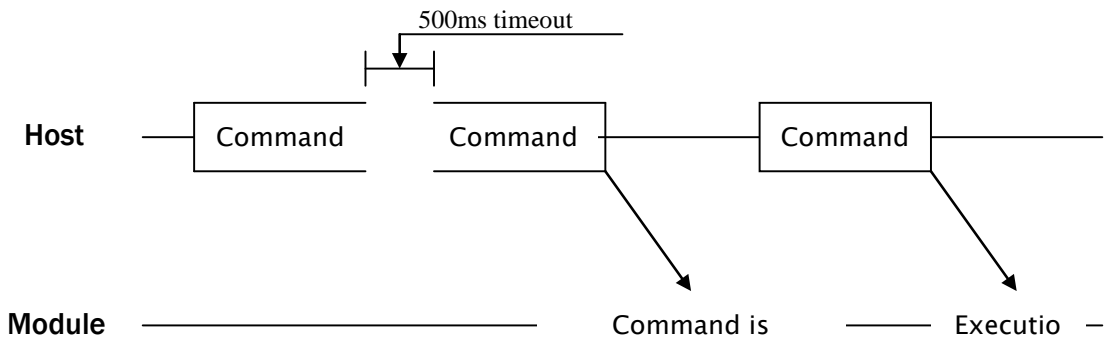 500ms timeout
Host Command Command Command
Module Command is Executio